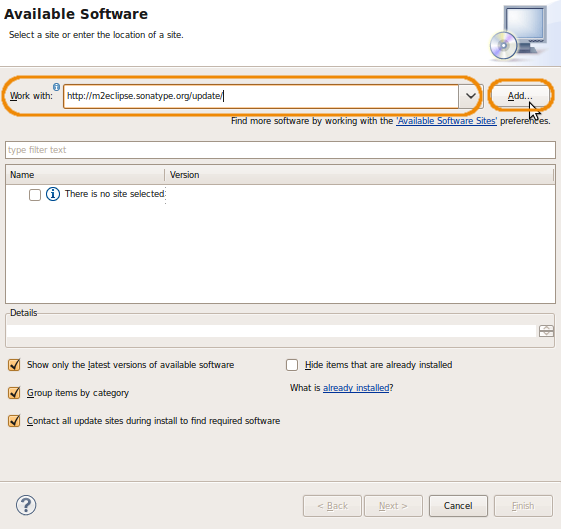 Available Software
Select a site or enter the location of a site.
Work with: http://m2eclipse.sonatype.org/update/ Add...
Find more software by working with the 'Available Software Sites' preferences.
type filter text
Name Version
There is no site selected
Details
Show only the latest versions of available software Hide items that are already installed
Group items by category What is already installed?
Contact all update sites during install to find required software
? < Back Next > Cancel Finish